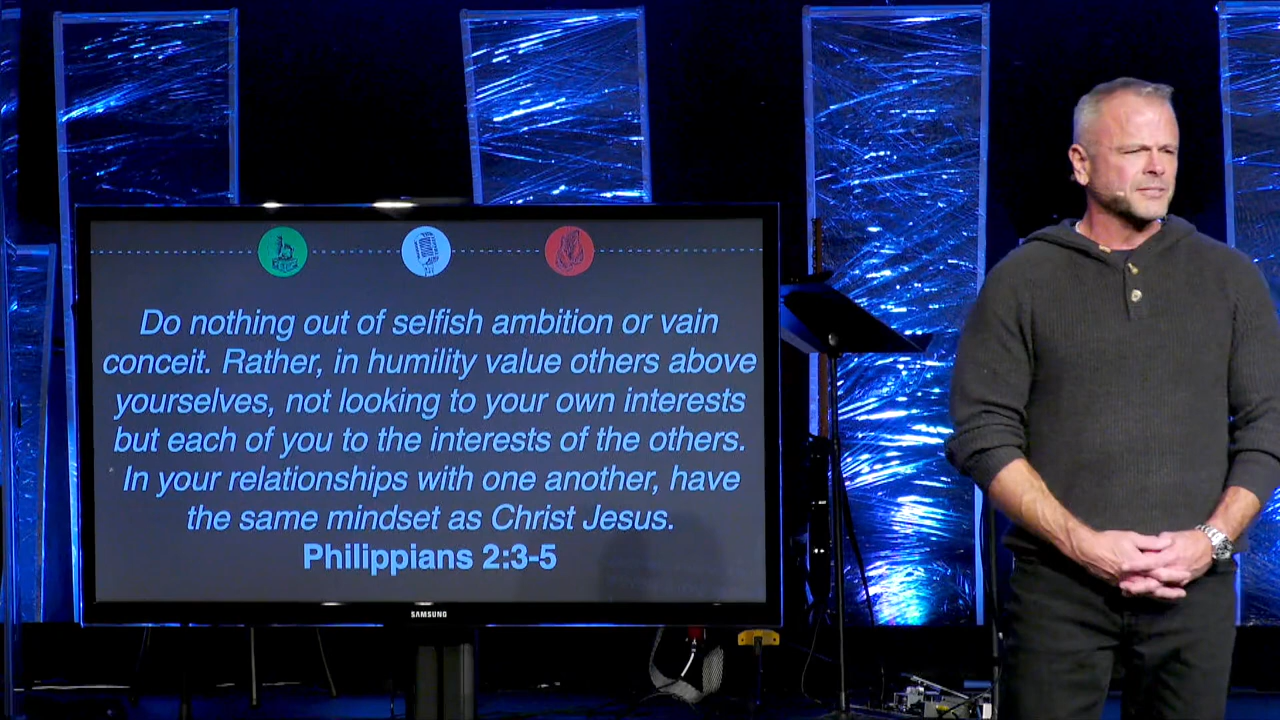 Do nothing out of selfish ambition or vain
conceit. Rather, in humility value others above
yourselves, not looking to your own interests
but each of you to the interests of the others.
In your relationships with one another, have
the same mindset as Christ Jesus.
Philippians 2:3-5
SAMSUNG